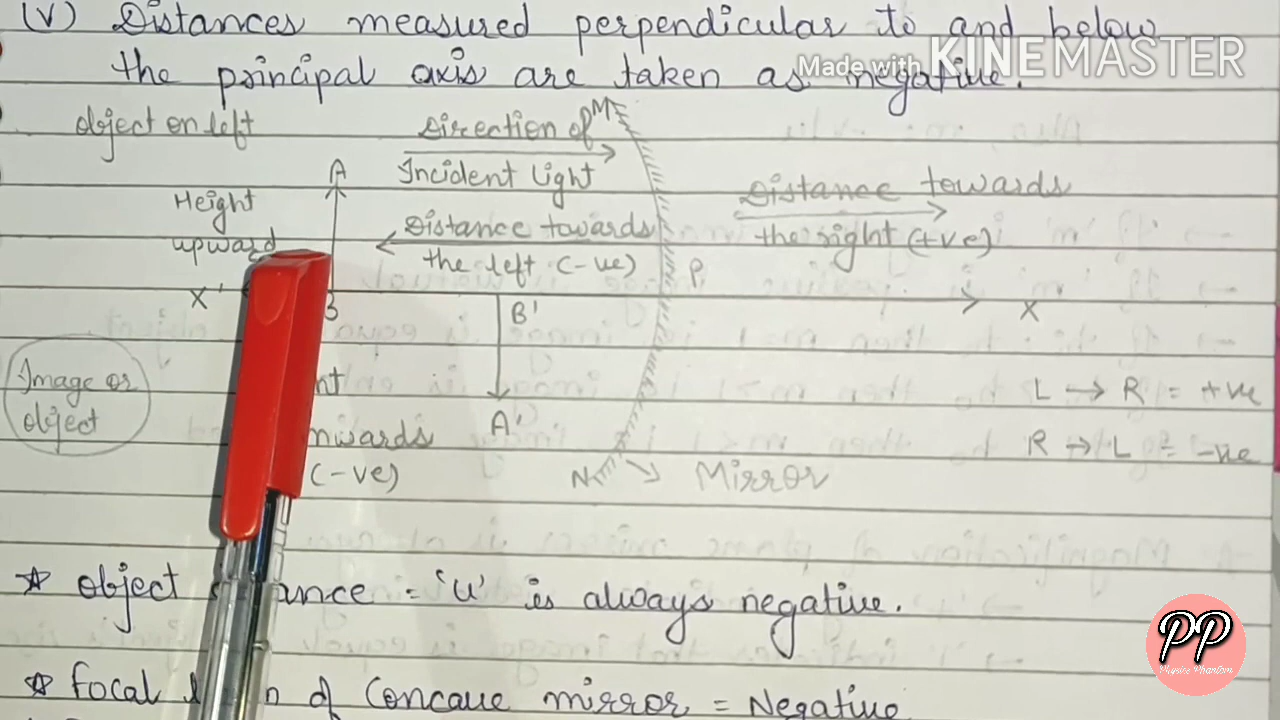 (V) Distances measured perpendicular to and below
the principal axis are taken as negative.
Made with KINEMASTER
object on left
Direction of
Incident Light
M
A
Height
upward
Distance towards
the left (-ve)
Distance towards
the right (+ve)
P
X'
B
B'
X
Image or
object
A'
(-ve)
L → R = +ve
R → L = -ve
N
Mirror
☆ object = 'u' is always negative.
☆ focal of Concave mirror = Negative
PP
Physics Phantom